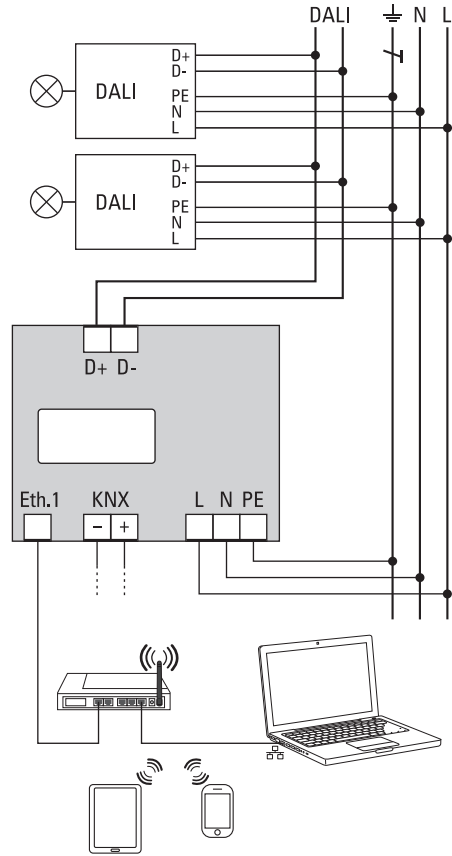 DALI N L
D+
D-
DALI
PE
N
L
D+
D-
DALI
PE
N
L
D+ D-
Eth.1 KNX L N PE
− +